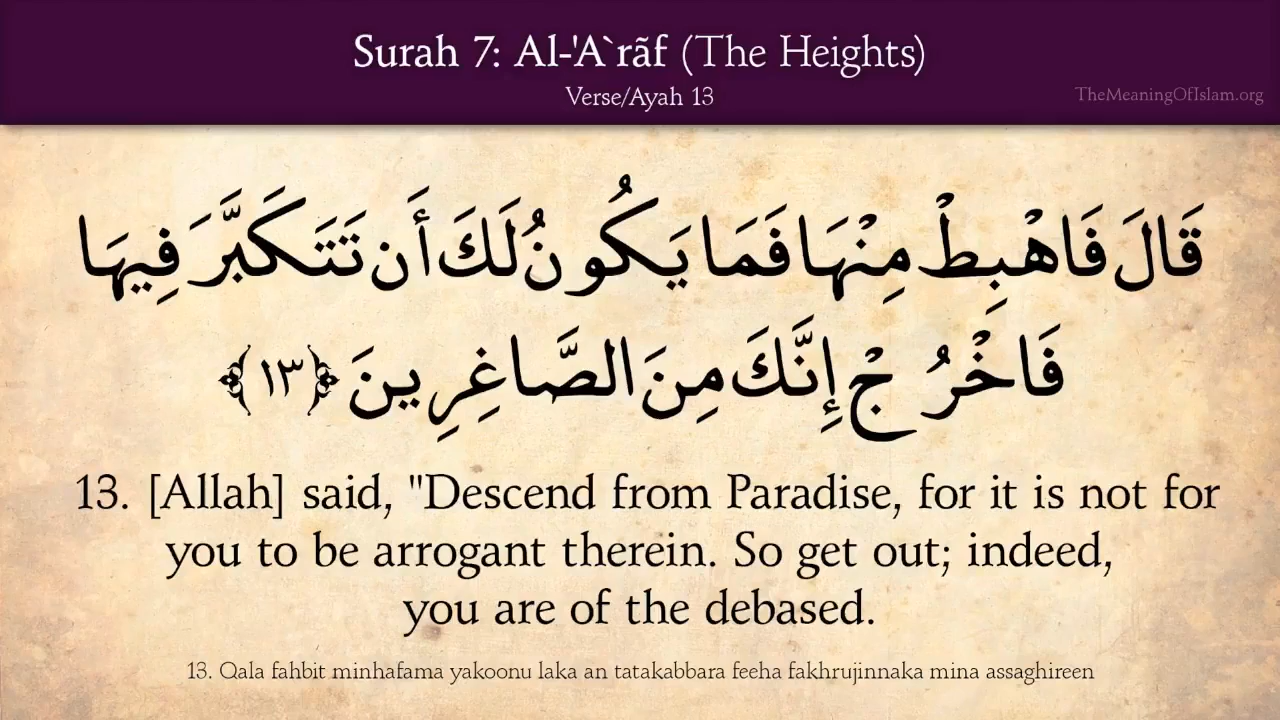 Surah 7: Al-'A`rãf (The Heights)
Verse/Ayah 13
TheMeaningOfIslam.org
قَالَ فَاهْبِطْ مِنْهَا فَمَا يَكُونُ لَكَ أَن تَتَكَبَّرَ فِيهَا
فَاخْرُجْ إِنَّكَ مِنَ الصَّاغِرِينَ ﴿١٣﴾
13. [Allah] said, "Descend from Paradise, for it is not for
you to be arrogant therein. So get out; indeed,
you are of the debased.
13. Qala fahbit minhafama yakoonu laka an tatakabbara feeha fakhrujinnaka mina assaghireen